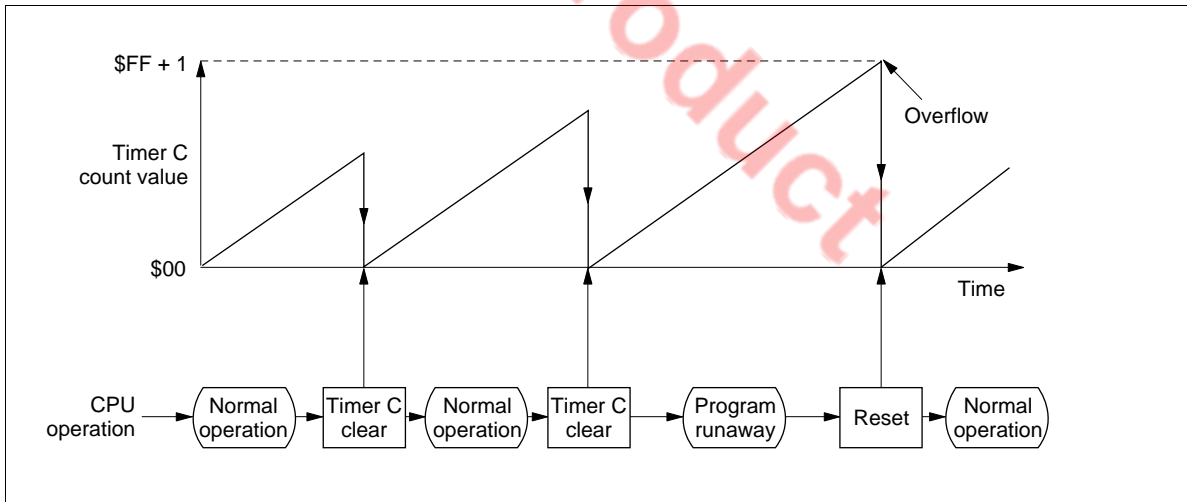 $FF + 1
Overflow
Timer C
count value
$00
Time
CPU
operation
Normal
operation
Timer C
clear
Normal
operation
Timer C
clear
Program
runaway
Reset
Normal
operation